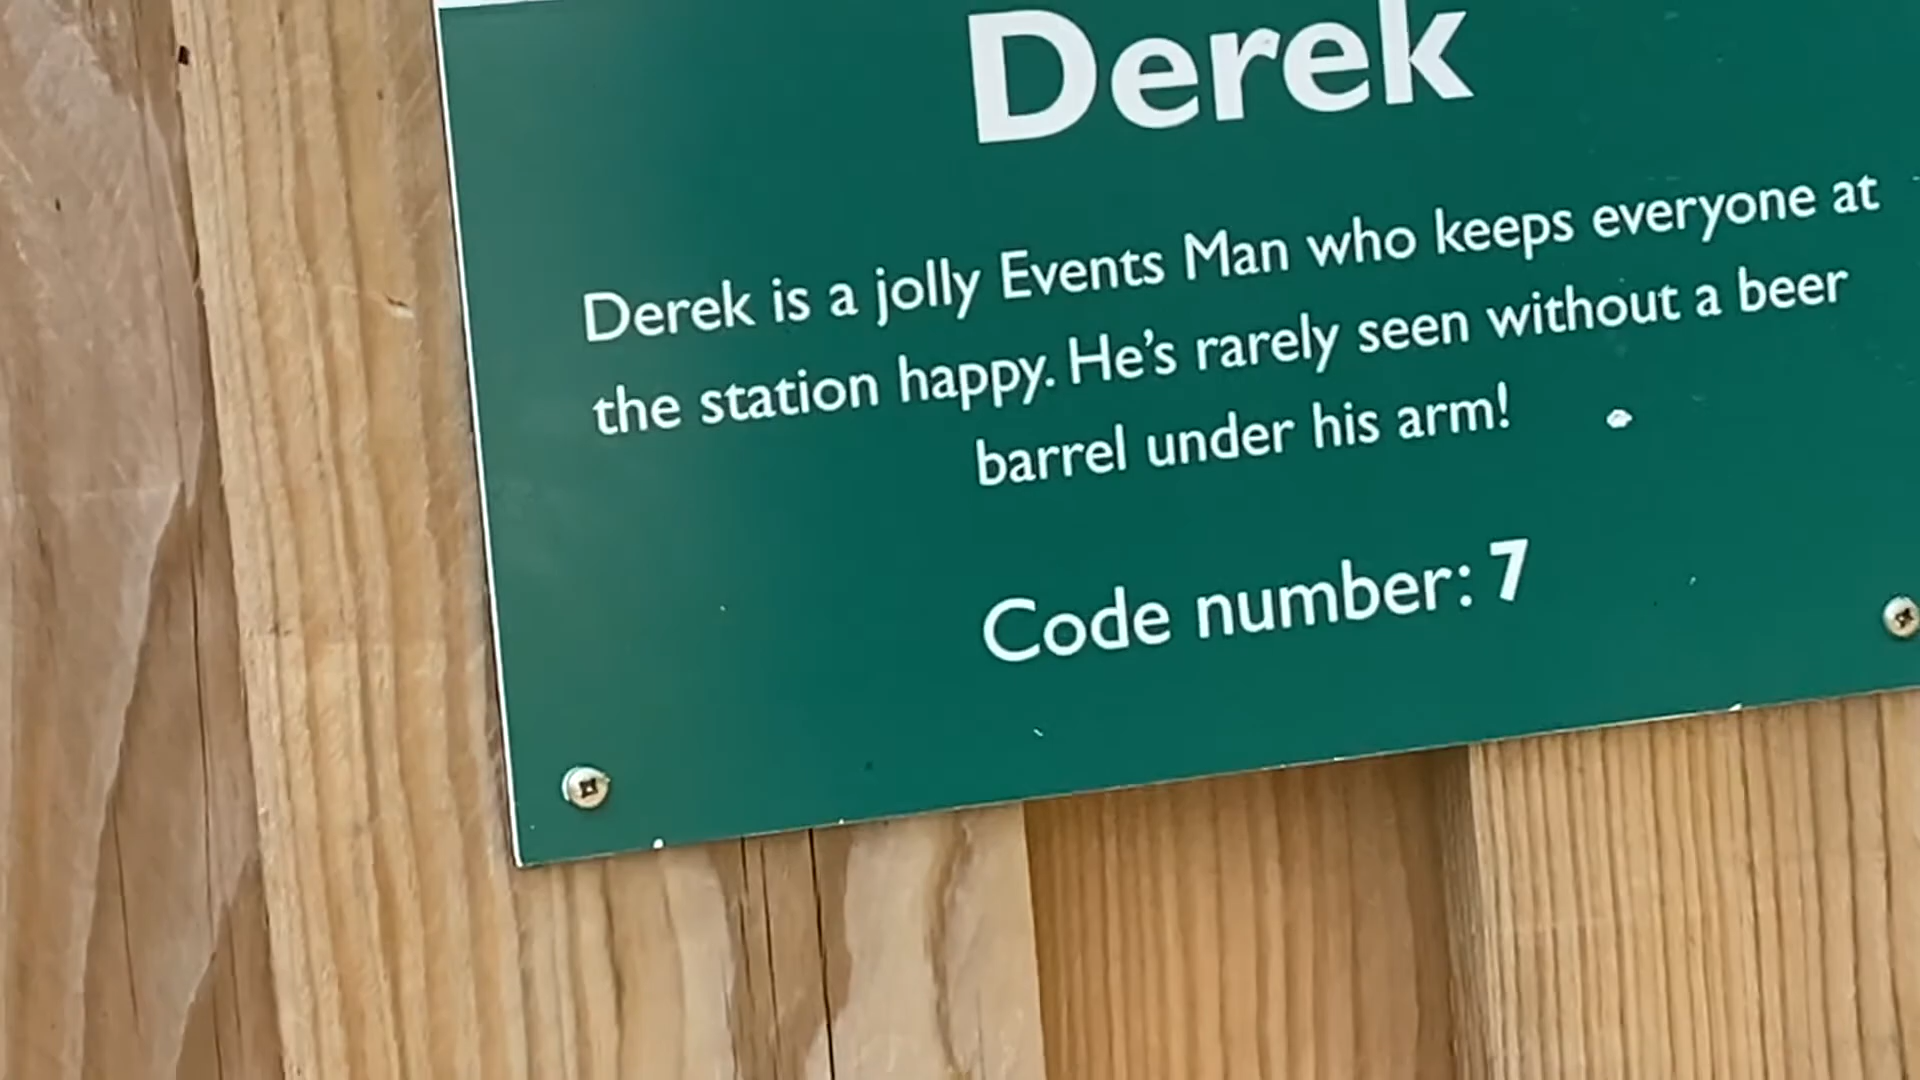 Derek
Derek is a jolly Events Man who keeps everyone at
the station happy. He’s rarely seen without a beer
barrel under his arm!
Code number: 7